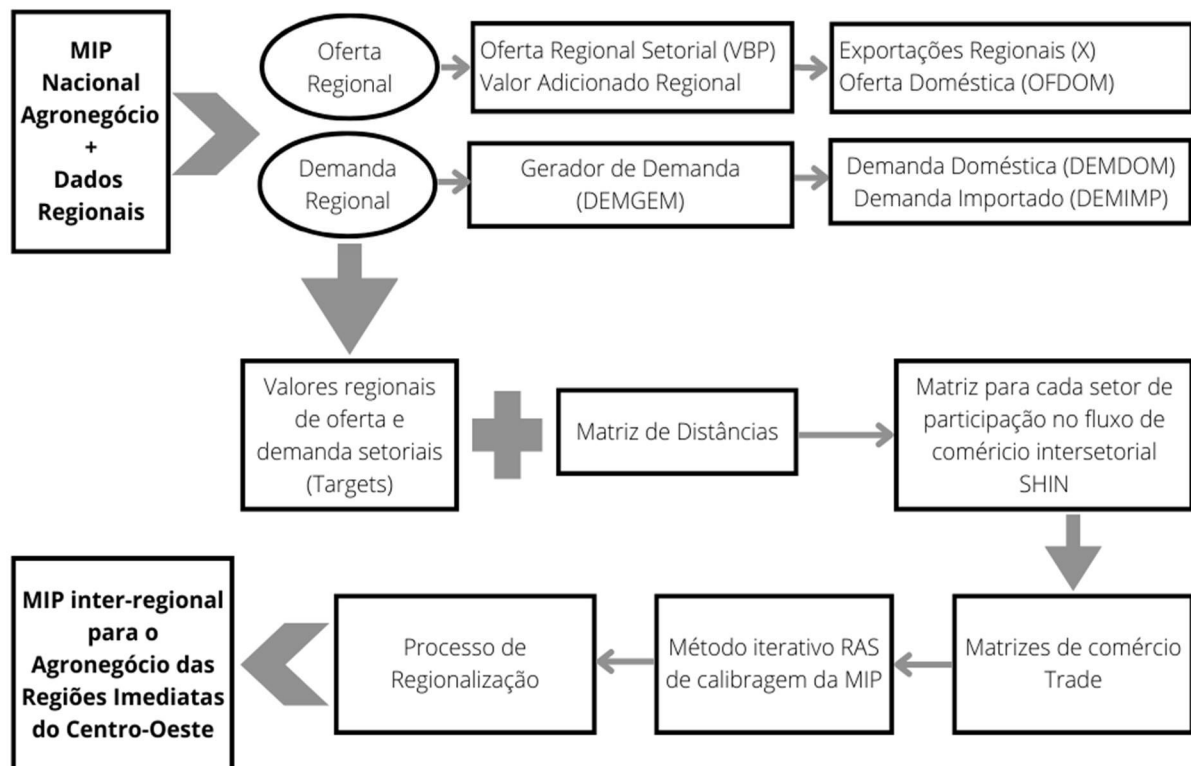 MIP
Nacional
Agronegócio
+
Dados
Regionais
Oferta
Regional
Oferta Regional Setorial (VBP)
Valor Adicionado Regional
Exportações Regionais (X)
Oferta Doméstica (OFDOM)
Demanda
Regional
Gerador de Demanda
(DEMGEM)
Demanda Doméstica (DEMDOM)
Demanda Importado (DEMIMP)
Valores regionais
de oferta e
demanda setoriais
(Targets)
Matriz de Distâncias
Matriz para cada setor de
participação no fluxo de
coméricio intersetorial
SHIN
Matrizes de comércio
Trade
Método iterativo RAS
de calibragem da MIP
Processo de
Regionalização
MIP inter-regional
para o
Agronegócio das
Regiões Imediatas
do Centro-Oeste